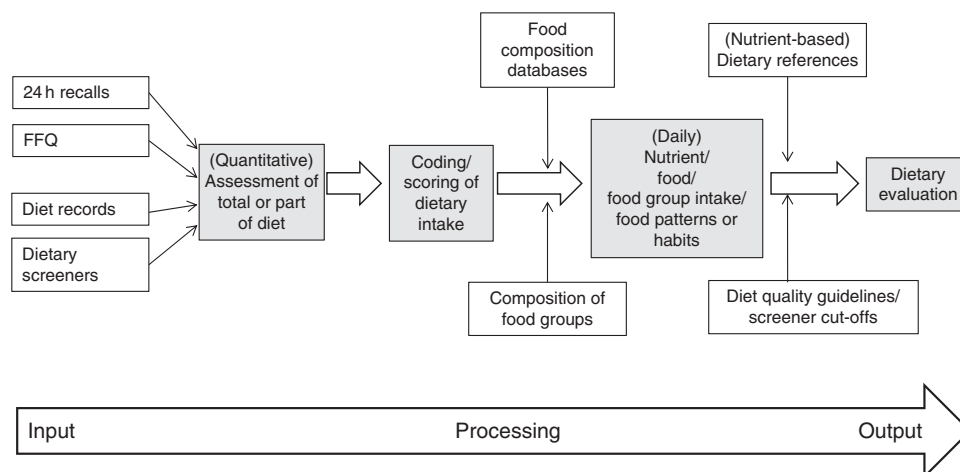 24 h recalls
FFQ
Diet records
Dietary
screeners
(Quantitative)
Assessment of
total or part
of diet
Coding/
scoring of
dietary
intake
Food
composition
databases
Composition of
food groups
(Daily)
Nutrient/
food/
food group intake/
food patterns or
habits
(Nutrient-based)
Dietary references
Diet quality guidelines/
screener cut-offs
Dietary
evaluation
Input
Processing
Output